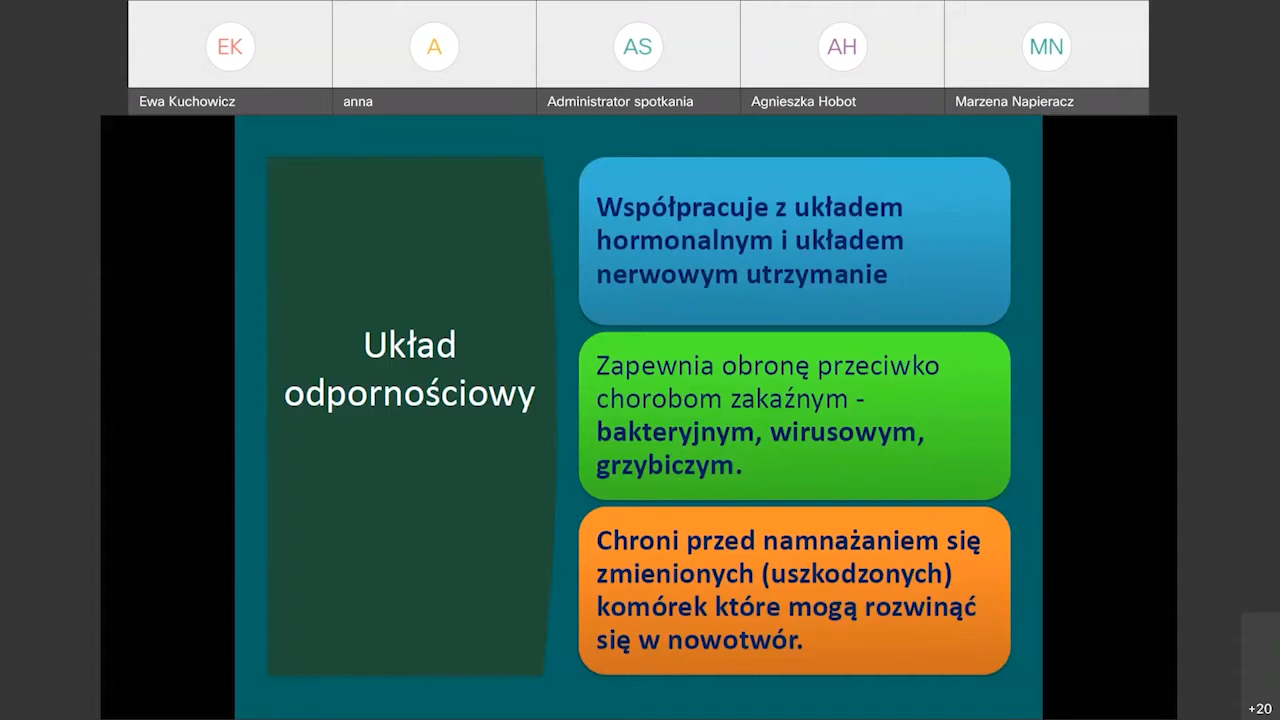 EK
A
AS
AH
MN
Ewa Kuchowicz
anna
Administrator spotkania
Agnieszka Hobot
Marzena Napieracz
Układ
odpornościowy
Współpracuje z układem
hormonalnym i układem
nerwowym utrzymanie
Zapewnia obronę przeciwko
chorobom zakaźnym -
bakteryjnym, wirusowym,
grzybiczym.
Chroni przed namnażaniem się
zmienionych (uszkodzonych)
komórek które mogą rozwinąć
się w nowotwór.
+20